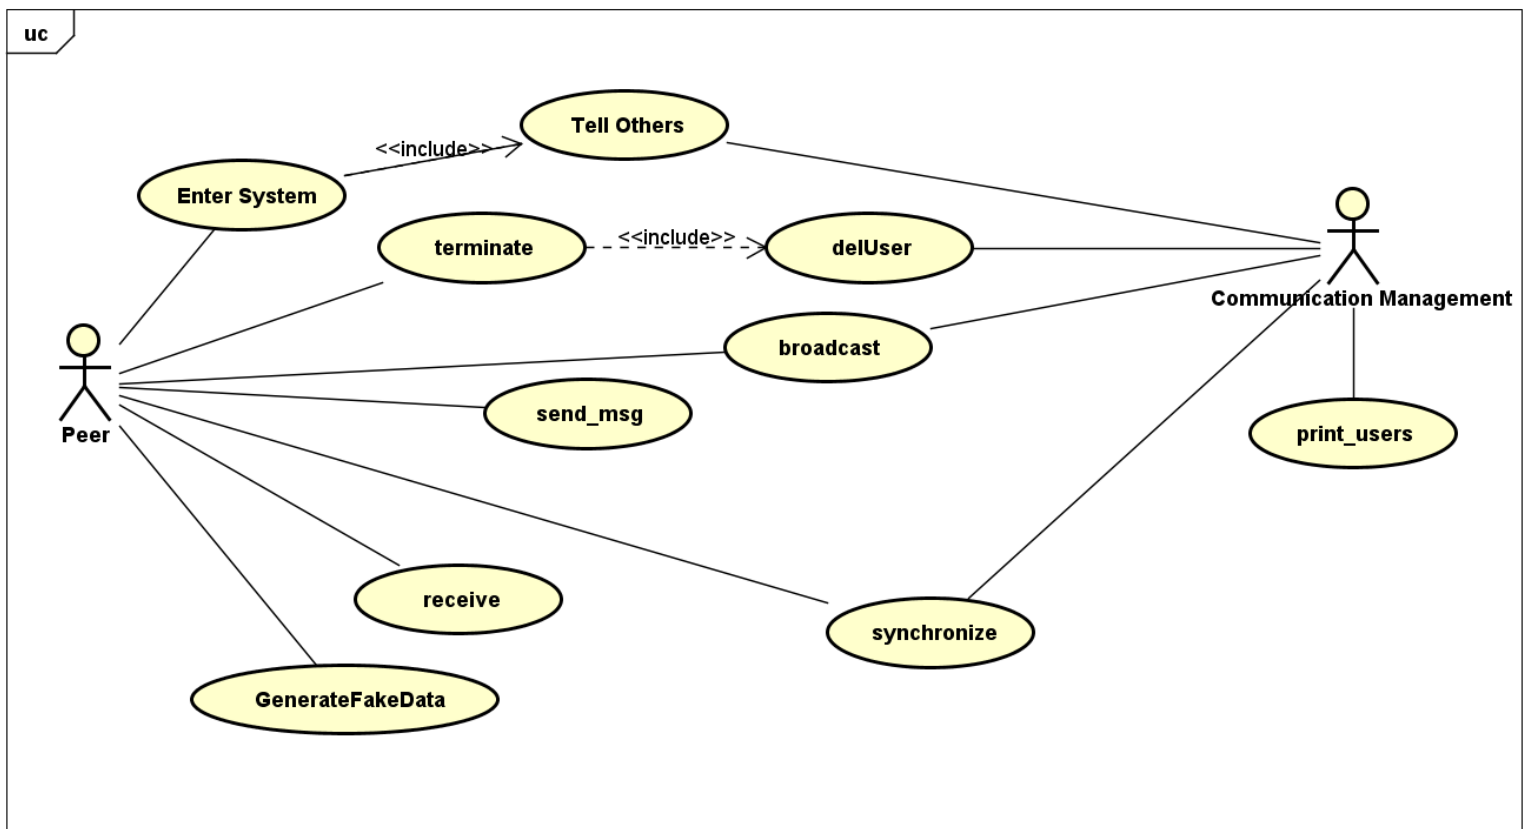 uc
Tell Others
<<include>>
Enter System
terminate
<<include>>
delUser
Communication Management
broadcast
send_msg
Peer
print_users
receive
synchronize
GenerateFakeData